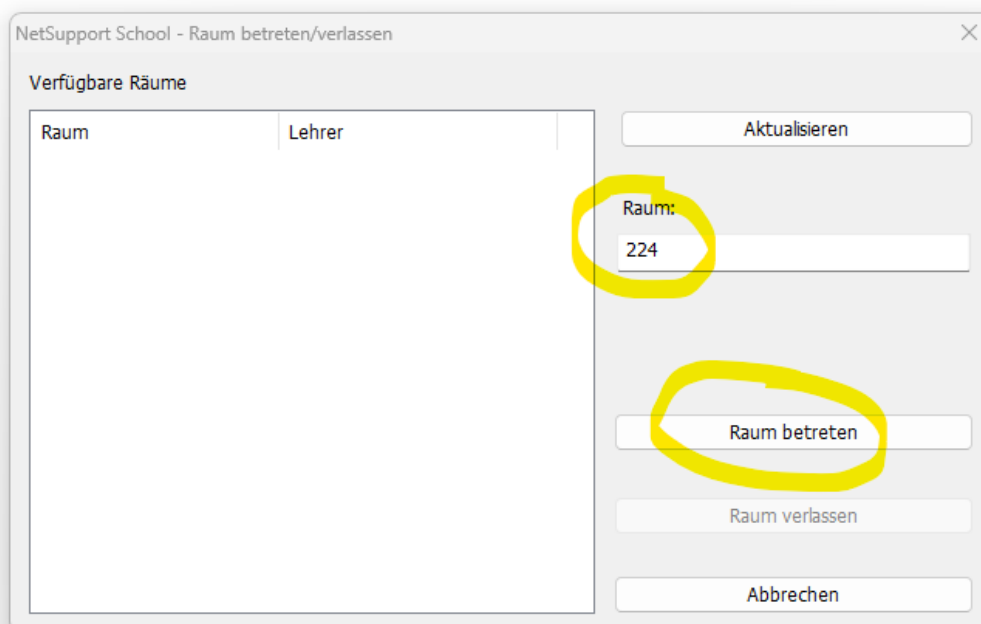 NetSupport School - Raum betreten/verlassen
Verfügbare Räume
Raum Lehrer
Aktualisieren
Raum:
224
Raum betreten
Raum verlassen
Abbrechen